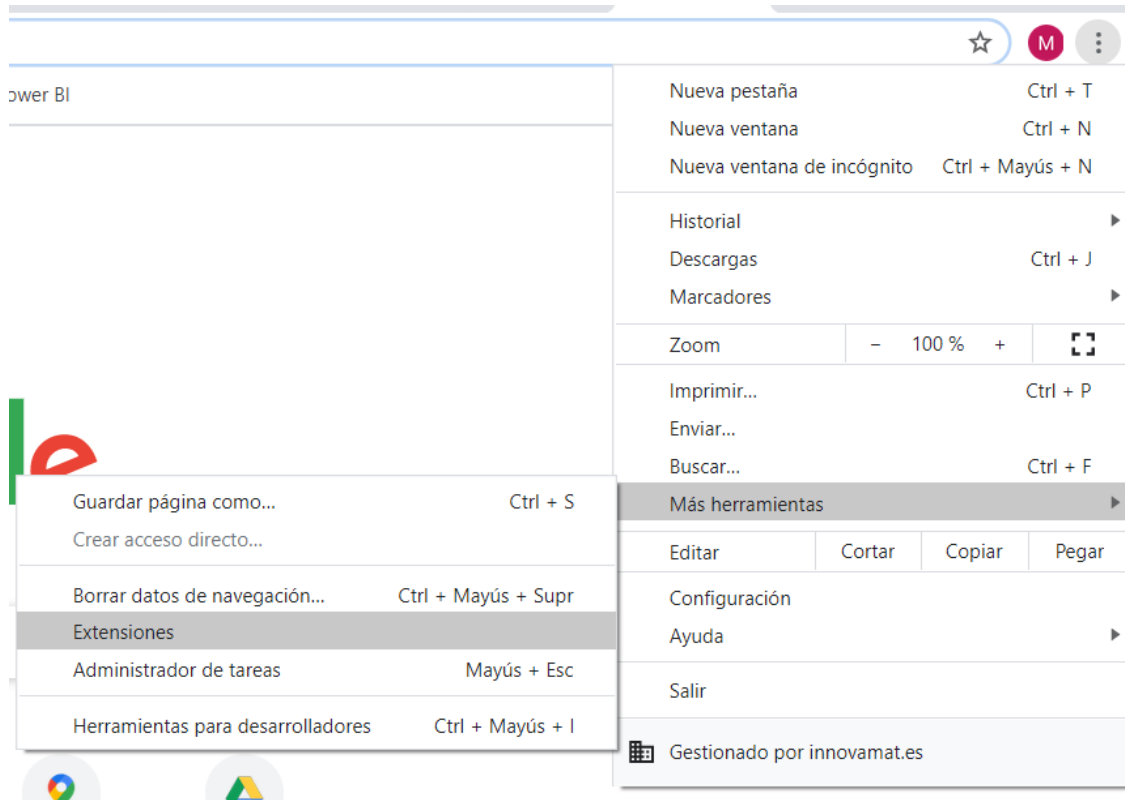 M
ower BI
Nueva pestaña Ctrl + T
Nueva ventana Ctrl + N
Nueva ventana de incógnito Ctrl + Mayús + N
Historial
Descargas Ctrl + J
Marcadores
Zoom − 100 % +
Imprimir... Ctrl + P
Enviar...
Buscar... Ctrl + F
Más herramientas
Editar Cortar Copiar Pegar
Configuración
Ayuda
Salir
Gestionado por innovamat.es
le
Guardar página como... Ctrl + S
Crear acceso directo...
Borrar datos de navegación... Ctrl + Mayús + Supr
Extensiones
Administrador de tareas Mayús + Esc
Herramientas para desarrolladores Ctrl + Mayús + I